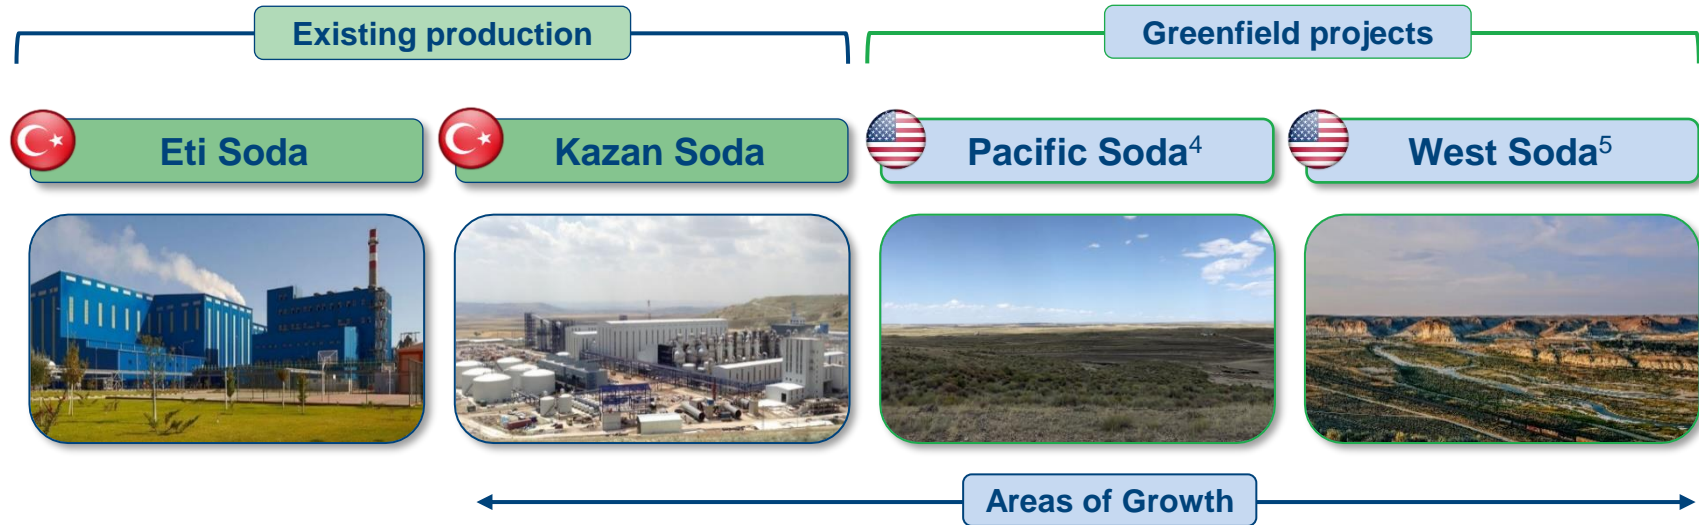 Existing production
Greenfield projects
Eti Soda
Kazan Soda
Pacific Soda⁴
West Soda⁵
Areas of Growth